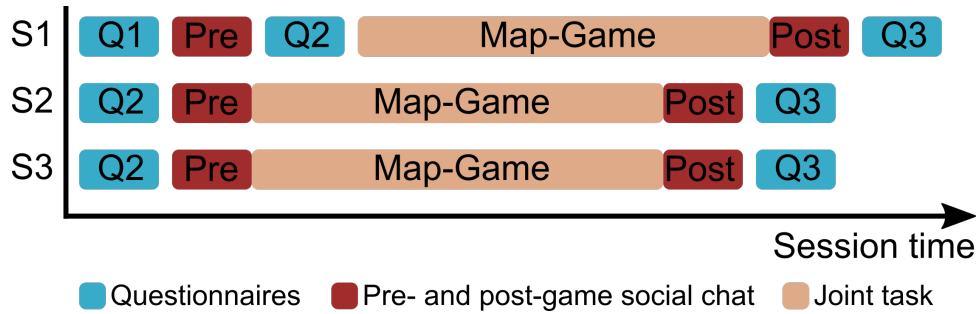 S1 Q1 Pre Q2 Map-Game Post Q3
S2 Q2 Pre Map-Game Post Q3
S3 Q2 Pre Map-Game Post Q3
Session time
Questionnaires Pre- and post-game social chat Joint task